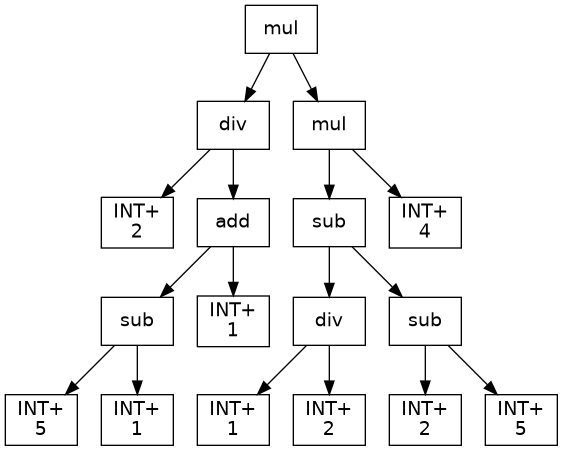 mul
div
mul
INT+
2
add
sub
INT+
4
sub
INT+
1
div
sub
INT+
5
INT+
1
INT+
1
INT+
2
INT+
2
INT+
5